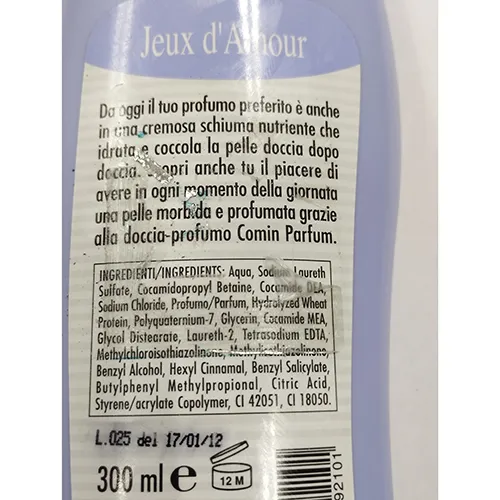 Jeux d'Amour
Da oggi il tuo profumo preferito è anche
in una cremosa schiuma nutriente che
idrata e coccola la pelle doccia dopo
doccia. Scopri anche tu il piacere di
avere in ogni momento della giornata
una pelle morbida e profumata grazie
alla doccia-profumo Comin Parfum.
INGREDIENTI/INGREDIENTS: Aqua, Sodium Laureth
Sulfate, Cocamidopropyl Betaine, Cocamide DEA,
Sodium Chloride, Profumo/Parfum, Hydrolyzed Wheat
Protein, Polyquaternium-7, Glycerin, Cocamide MEA,
Glycol Distearate, Laureth-2, Tetrasodium EDTA,
Methylchloroisothiazolinone, Methylisothiazolinone,
Benzyl Alcohol, Hexyl Cinnamal, Benzyl Salicylate,
Butylphenyl Methylpropional, Citric Acid,
Styrene/acrylate Copolymer, CI 42051, CI 18050.
L.025 del 17/01/12
300 ml e
12 M
92101